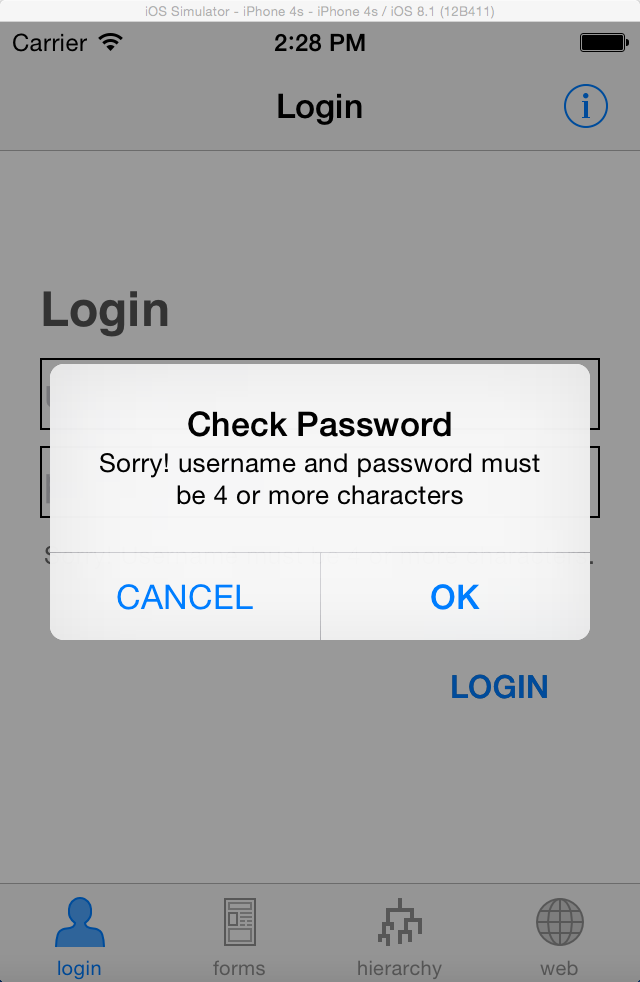 iOS Simulator - iPhone 4s - iPhone 4s / iOS 8.1 (12B411)
Carrier 2:28 PM
Login
Login
Check Password
Sorry! username and password must
be 4 or more characters
CANCEL OK
LOGIN
login forms hierarchy web